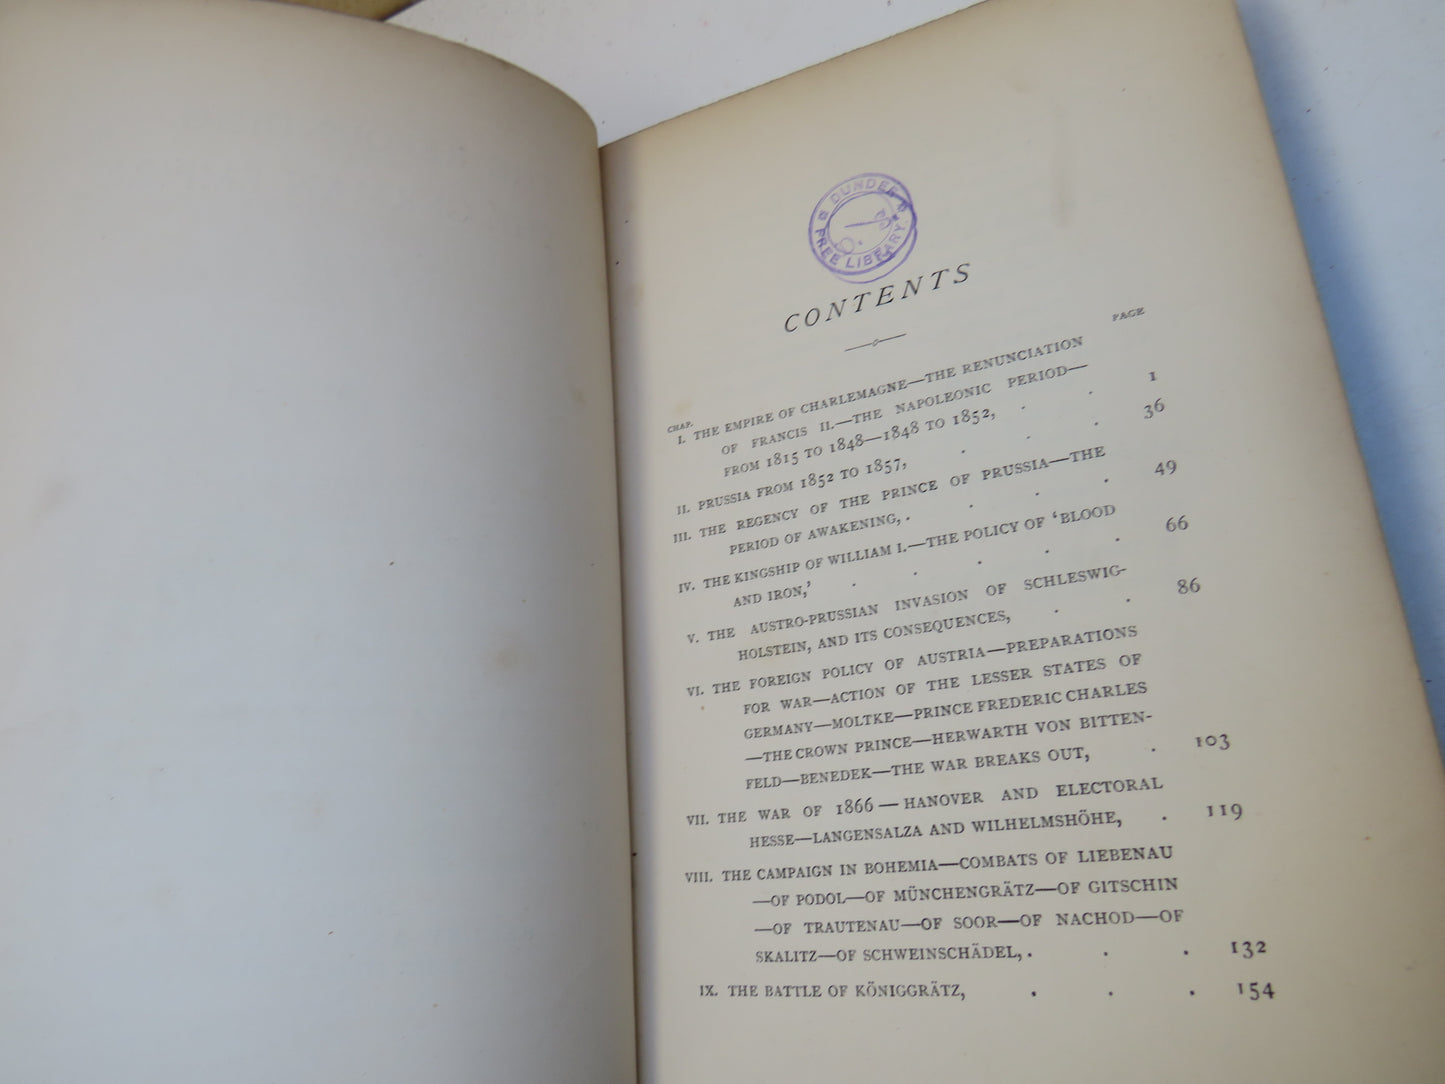 DUNDEE
FREE LIBRARY.
CONTENTS
PAGE
CHAP.
I. THE EMPIRE OF CHARLEMAGNE—THE RENUNCIATION
OF FRANCIS II.—THE NAPOLEONIC PERIOD—
FROM 1815 TO 1848—1848 TO 1852, . . 1
II. PRUSSIA FROM 1852 TO 1857, . . . 36
III. THE REGENCY OF THE PRINCE OF PRUSSIA—THE
PERIOD OF AWAKENING, . . . . 49
IV. THE KINGSHIP OF WILLIAM I.—THE POLICY OF ‘BLOOD
AND IRON,’ . . . . . 66
V. THE AUSTRO-PRUSSIAN INVASION OF SCHLESWIG-
HOLSTEIN, AND ITS CONSEQUENCES, . . 86
VI. THE FOREIGN POLICY OF AUSTRIA—PREPARATIONS
FOR WAR—ACTION OF THE LESSER STATES OF
GERMANY—MOLTKE—PRINCE FREDERIC CHARLES
—THE CROWN PRINCE—HERWARTH VON BITTEN-
FELD—BENEDEK—THE WAR BREAKS OUT, . 103
VII. THE WAR OF 1866—HANOVER AND ELECTORAL
HESSE—LANGENSALZA AND WILHELMSHÖHE, . 119
VIII. THE CAMPAIGN IN BOHEMIA—COMBATS OF LIEBENAU
—OF PODOL—OF MÜNCHENGRÄTZ—OF GITSCHIN
—OF TRAUTENAU—OF SOOR—OF NACHOD—OF
SKALITZ—OF SCHWEINSCHÄDEL, . . . 132
IX. THE BATTLE OF KÖNIGGRÄTZ, . . . 154